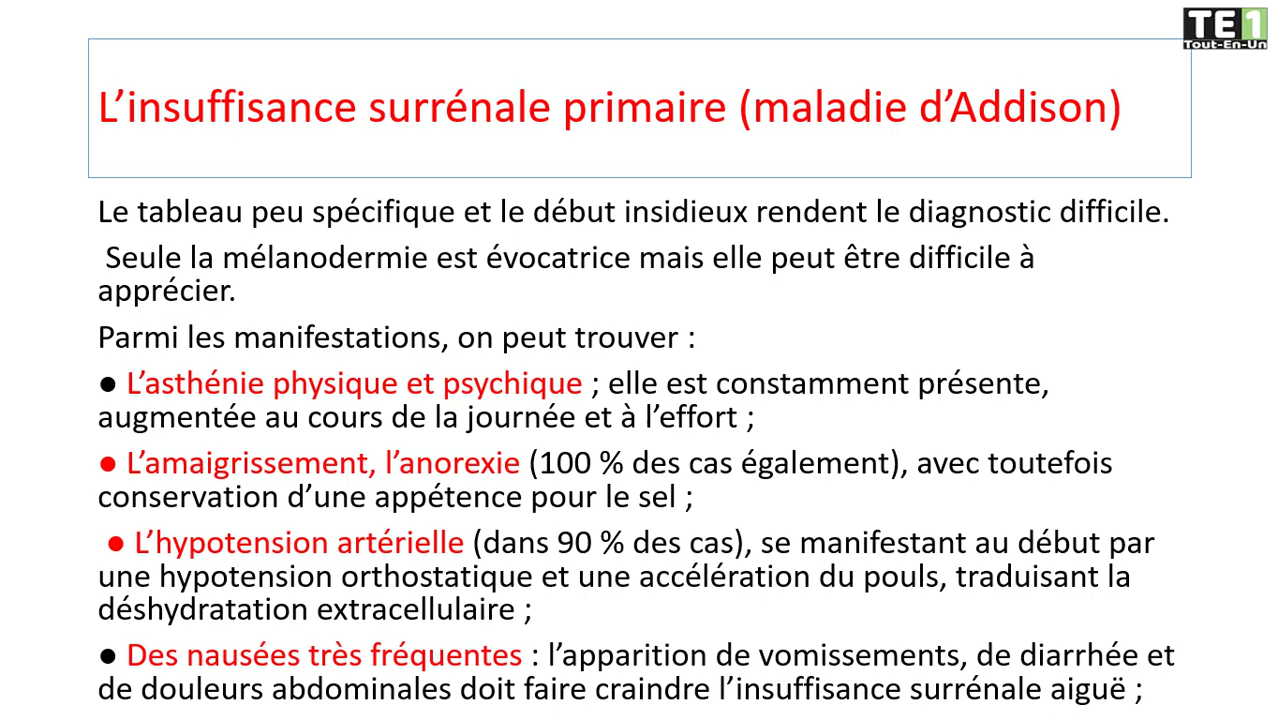 TE1
Tout-En-Un
L’insuffisance surrénale primaire (maladie d’Addison)
Le tableau peu spécifique et le début insidieux rendent le diagnostic difficile.
Seule la mélanodermie est évocatrice mais elle peut être difficile à
apprécier.
Parmi les manifestations, on peut trouver :
● L’asthénie physique et psychique ; elle est constamment présente,
augmentée au cours de la journée et à l’effort ;
● L’amaigrissement, l’anorexie (100 % des cas également), avec toutefois
conservation d’une appétence pour le sel ;
● L’hypotension artérielle (dans 90 % des cas), se manifestant au début par
une hypotension orthostatique et une accélération du pouls, traduisant la
déshydratation extracellulaire ;
● Des nausées très fréquentes : l’apparition de vomissements, de diarrhée et
de douleurs abdominales doit faire craindre l’insuffisance surrénale aiguë ;